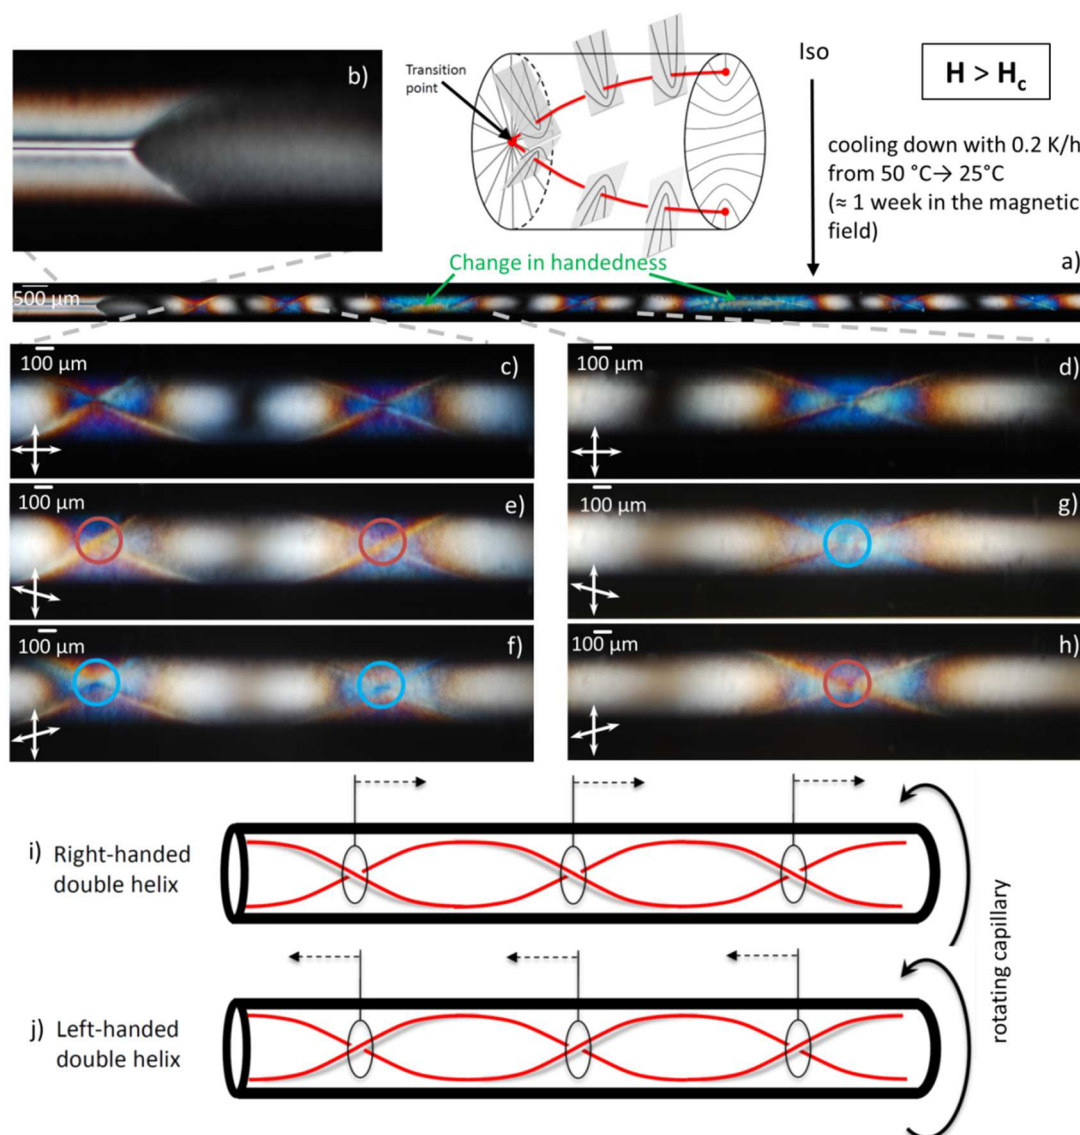 b)
Transition
point
Iso
H > Hc
cooling down with 0.2 K/h
from 50 °C→ 25°C
(≈ 1 week in the magnetic
field)
Change in handedness
a)
500 µm
100 µm
c)
100 µm
d)
100 µm
e)
100 µm
g)
100 µm
f)
100 µm
h)
i) Right-handed
double helix
j) Left-handed
double helix
rotating capillary